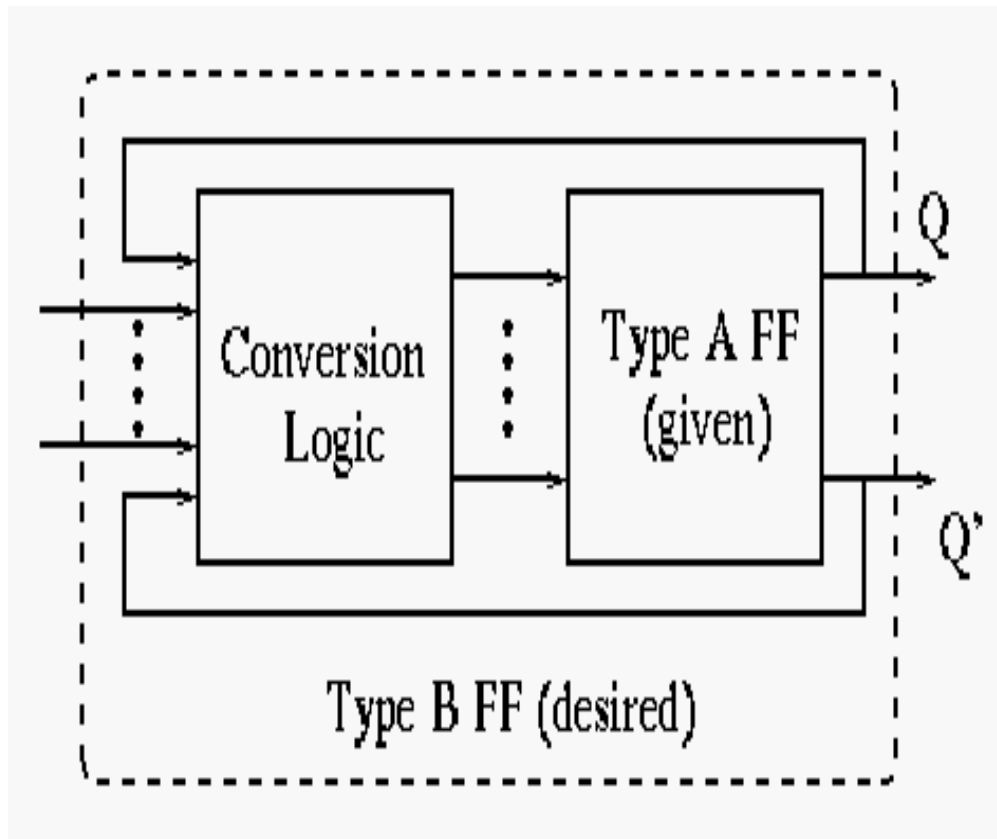 Q
Conversion
Logic
Type A FF
(given)
Q’
Type B FF (desired)